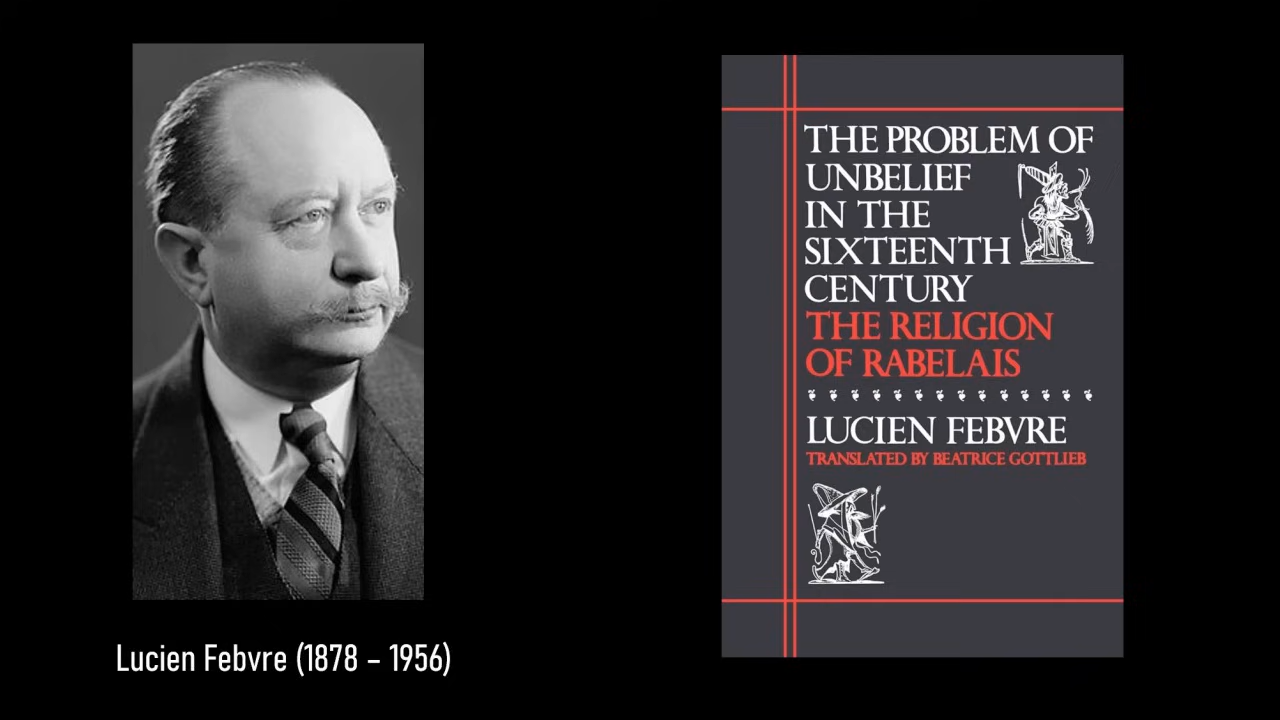 THE PROBLEM OF
UNBELIEF
IN THE
SIXTEENTH
CENTURY
THE RELIGION
OF RABELAIS
LUCIEN FEBVRE
TRANSLATED BY BEATRICE GOTTLIEB
Lucien Febvre (1878 – 1956)